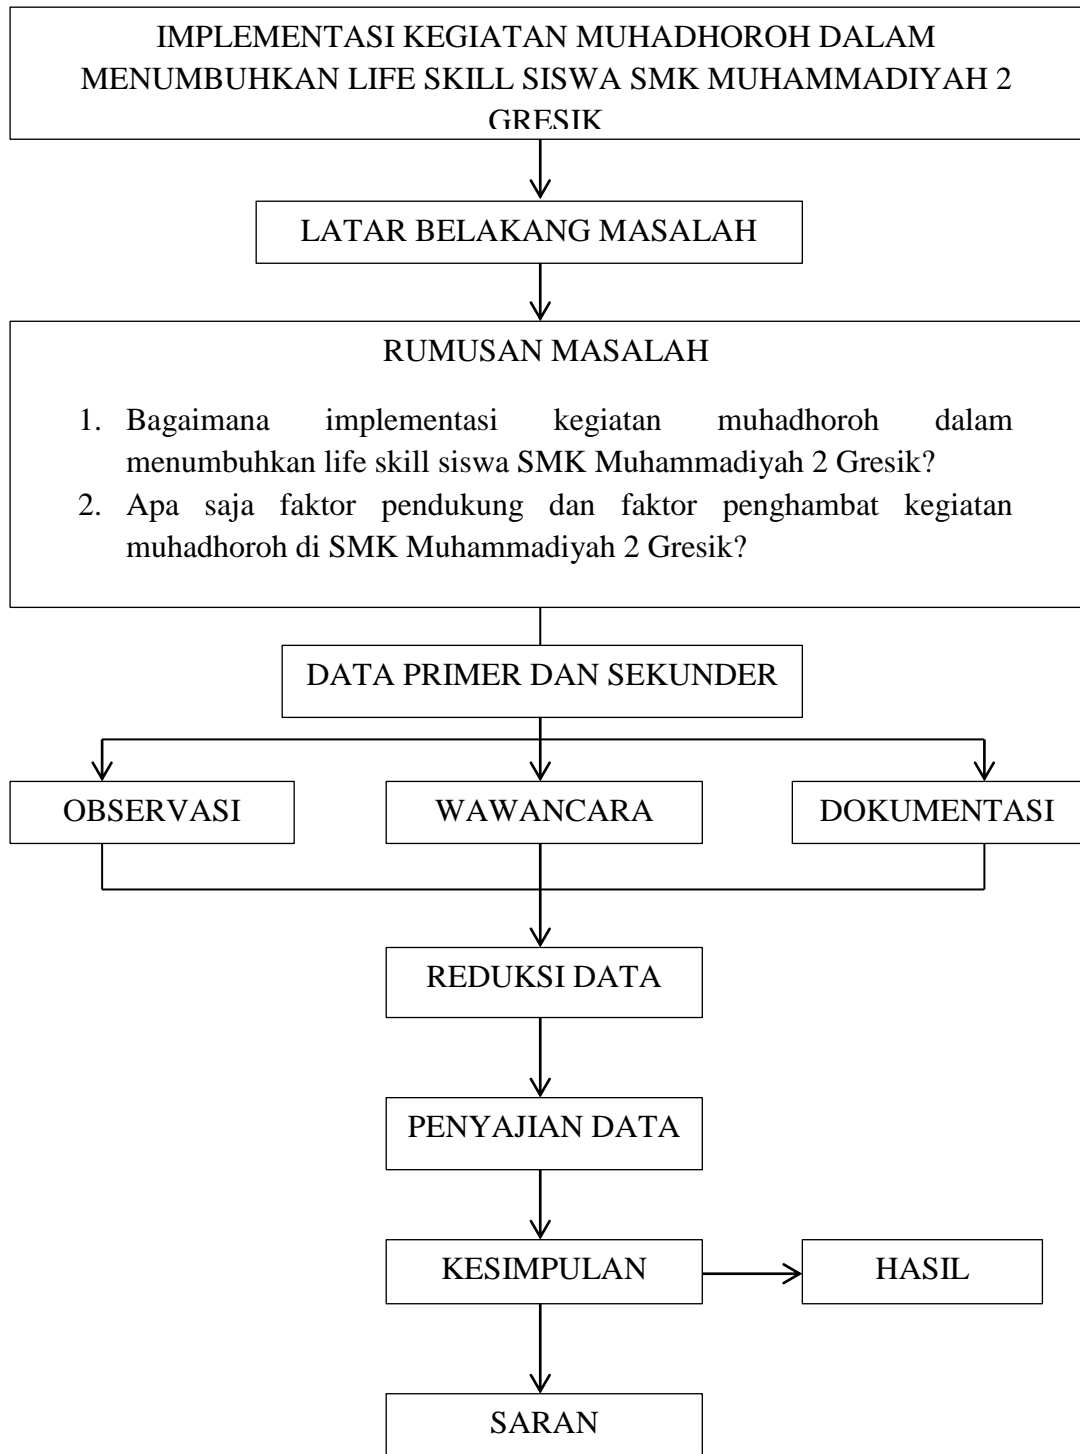 IMPLEMENTASI KEGIATAN MUHADHOROH DALAM
MENUMBUHKAN LIFE SKILL SISWA SMK MUHAMMADIYAH 2
GRESIK
LATAR BELAKANG MASALAH
RUMUSAN MASALAH
1. Bagaimana implementasi kegiatan muhadhoroh dalam
menumbuhkan life skill siswa SMK Muhammadiyah 2 Gresik?
2. Apa saja faktor pendukung dan faktor penghambat kegiatan
muhadhoroh di SMK Muhammadiyah 2 Gresik?
DATA PRIMER DAN SEKUNDER
OBSERVASI
WAWANCARA
DOKUMENTASI
REDUKSI DATA
PENYAJIAN DATA
KESIMPULAN
HASIL
SARAN